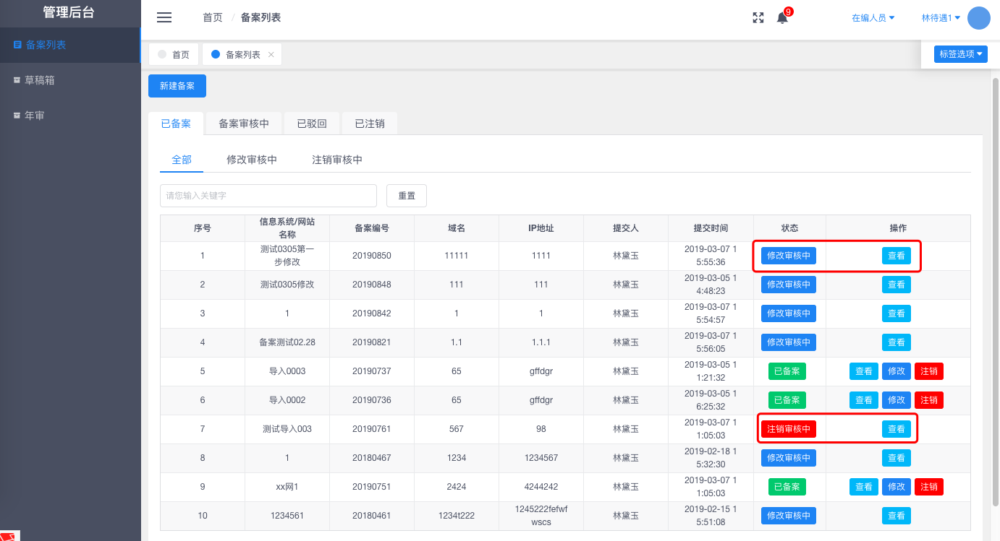 管理后台
首页 / 备案列表
9
在编人员
林待遇1
备案列表
草稿箱
年审
首页
备案列表
标签选项
新建备案
已备案 备案审核中 已驳回 已注销
全部 修改审核中 注销审核中
请您输入关键字 重置
序号 信息系统/网站名称 备案编号 域名 IP地址 提交人 提交时间 状态 操作
1 测试0305第一步修改 20190850 11111 1111 林黛玉 2019-03-07 15:55:36 修改审核中 查看
2 测试0305修改 20190848 111 111 林黛玉 2019-03-05 14:48:23 修改审核中 查看
3 1 20190842 1 1 林黛玉 2019-03-07 15:54:57 修改审核中 查看
4 备案测试02.28 20190821 1.1 1.1.1 林黛玉 2019-03-07 15:56:05 修改审核中 查看
5 导入0003 20190737 65 gffdgr 林黛玉 2019-03-05 11:21:32 已备案 查看 修改 注销
6 导入0002 20190736 65 gffdgr 林黛玉 2019-03-05 16:25:32 已备案 查看 修改 注销
7 测试导入003 20190761 567 98 林黛玉 2019-03-07 11:05:03 注销审核中 查看
8 1 20180467 1234 1234567 林黛玉 2019-02-18 15:32:30 修改审核中 查看
9 xx网1 20190751 2424 4244242 林黛玉 2019-03-07 11:05:03 已备案 查看 修改 注销
10 1234561 20180461 1234t222 1245222fefwfwscs 林黛玉 2019-02-15 15:51:08 修改审核中 查看